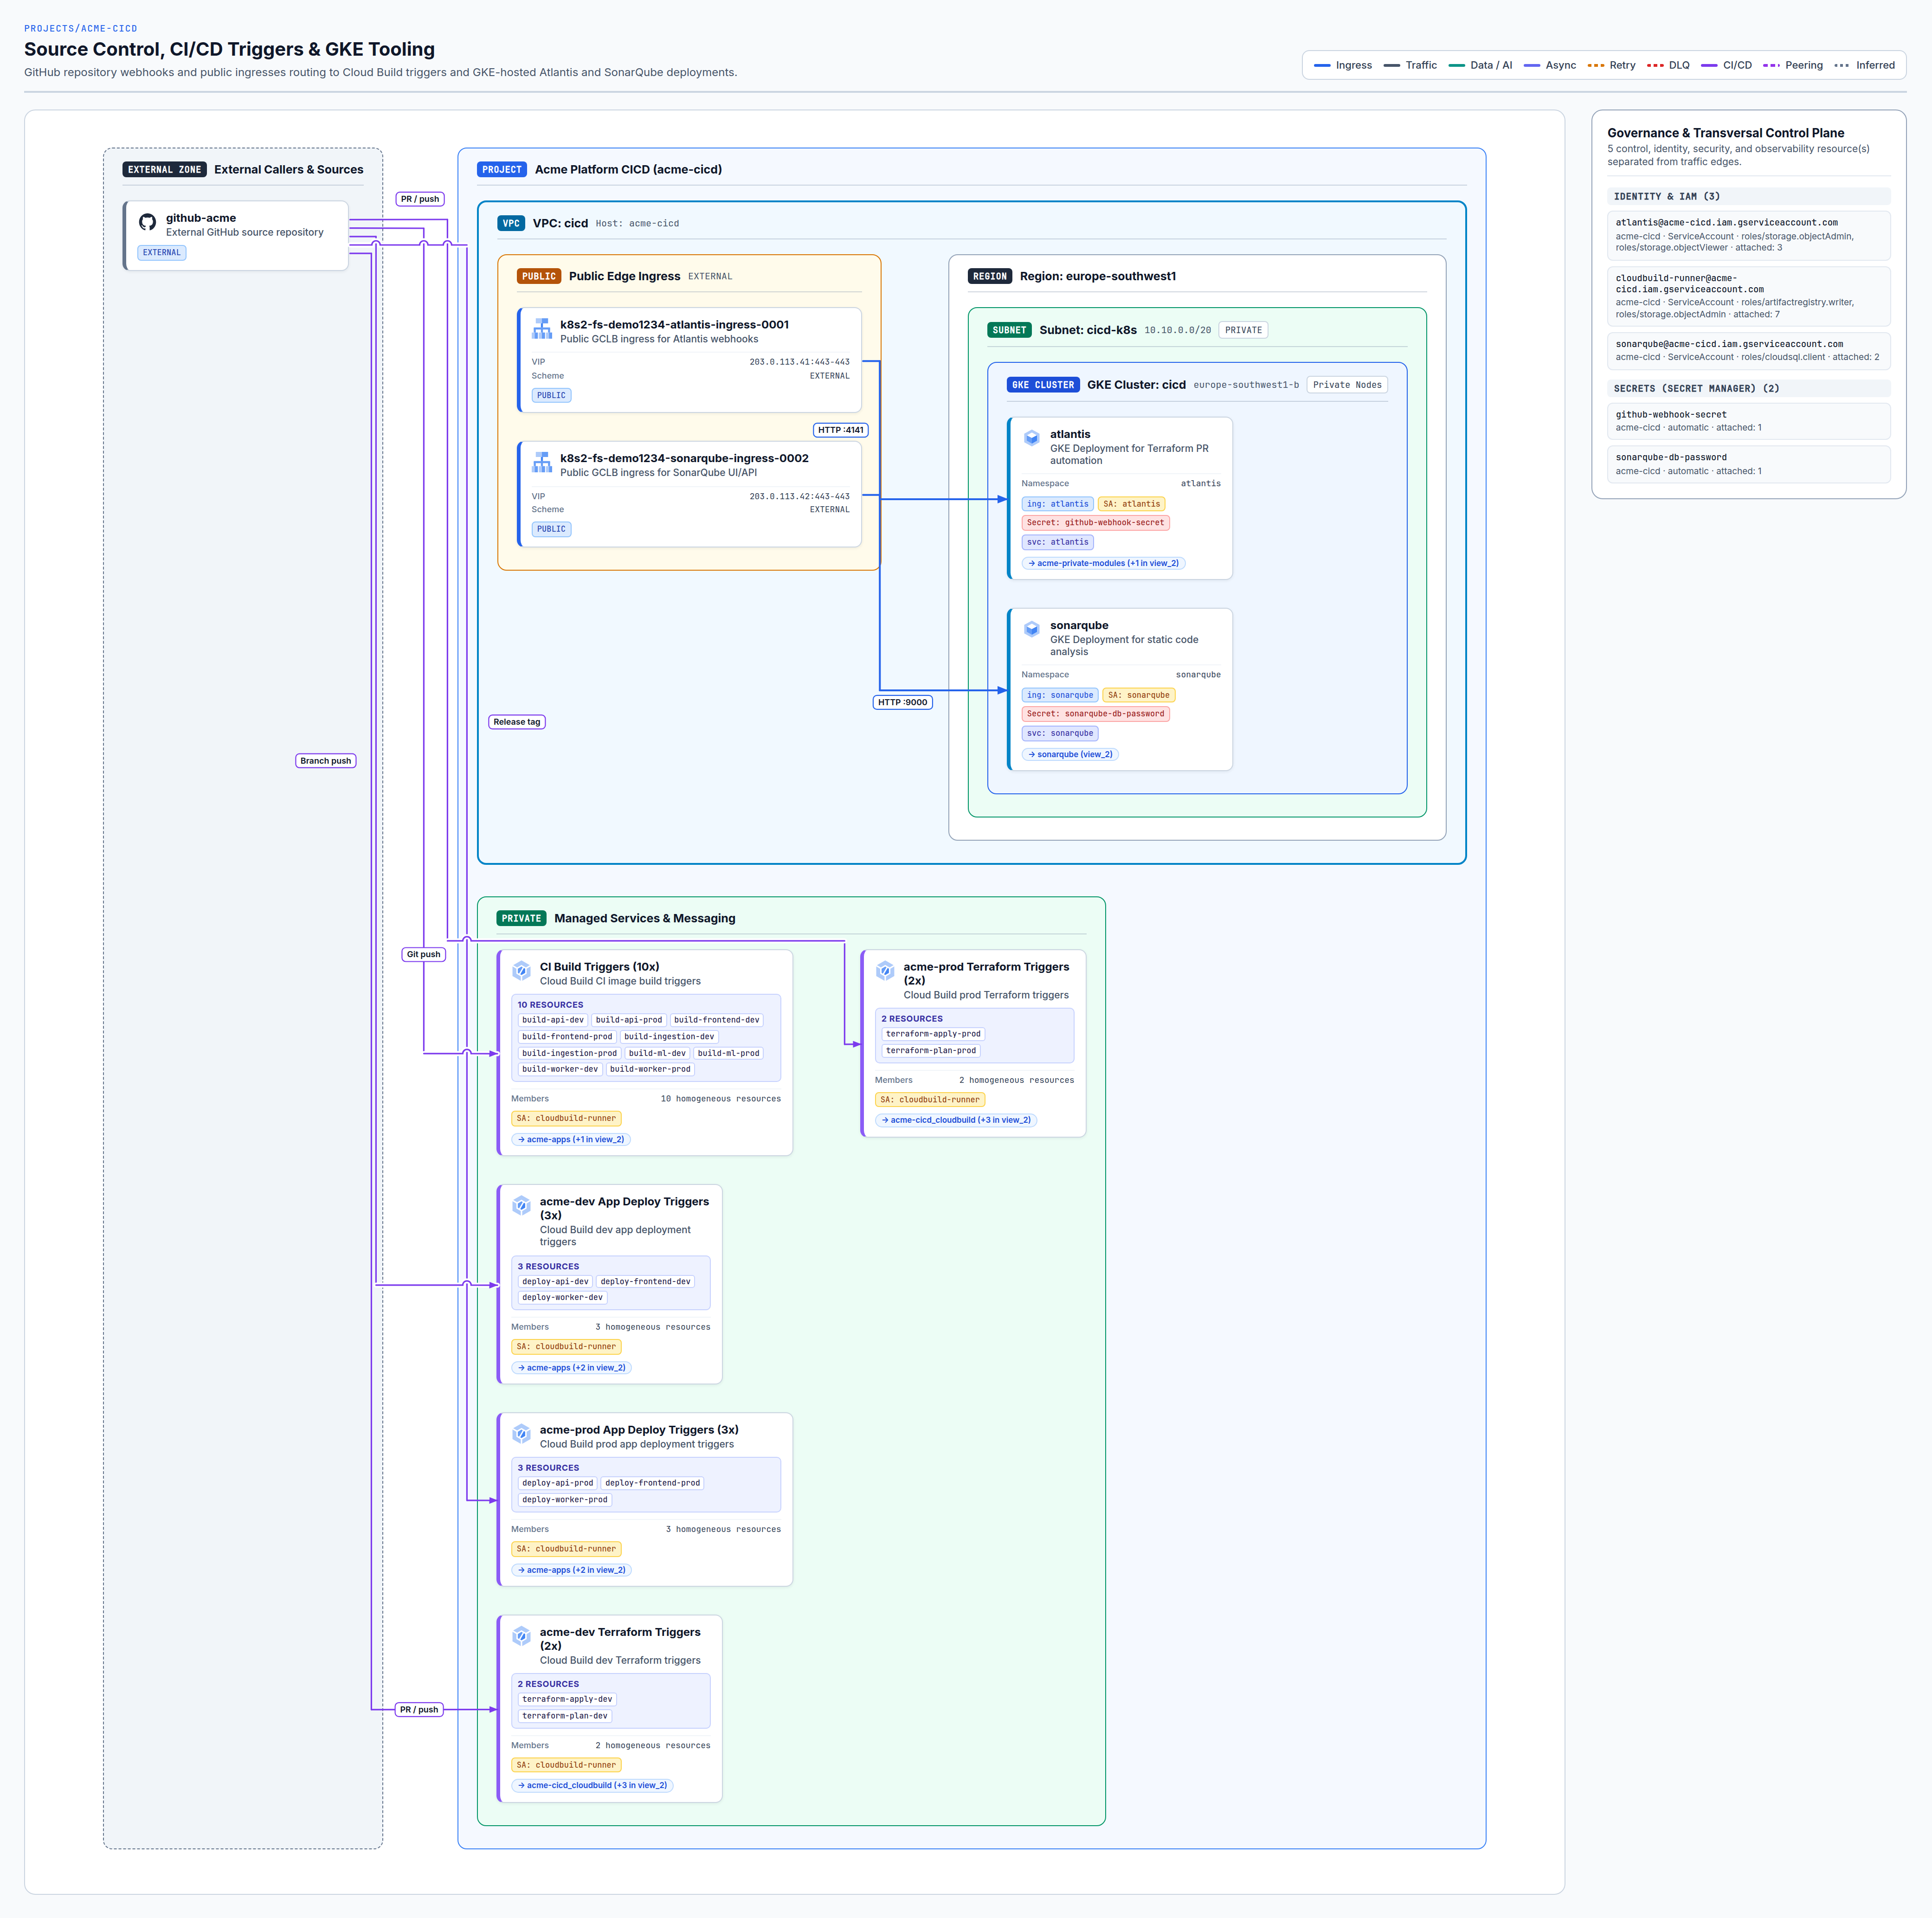 PROJECTS/ACME-CICD
Source Control, CI/CD Triggers & GKE Tooling
GitHub repository webhooks and public ingresses routing to Cloud Build triggers and GKE-hosted Atlantis and SonarQube deployments.
Ingress
Traffic
Data / AI
Async
Retry
DLQ
CI/CD
Peering
Inferred
EXTERNAL ZONE External Callers & Sources
github-acme
External GitHub source repository
EXTERNAL
PR / push
Branch push
Git push
Release tag
PR / push
PROJECT Acme Platform CICD (acme-cicd)
VPC VPC: cicd Host: acme-cicd
PUBLIC Public Edge Ingress EXTERNAL
k8s2-fs-demo1234-atlantis-ingress-0001
Public GCLB ingress for Atlantis webhooks
VIP 203.0.113.41:443-443
Scheme EXTERNAL
PUBLIC
HTTP :4141
k8s2-fs-demo1234-sonarqube-ingress-0002
Public GCLB ingress for SonarQube UI/API
VIP 203.0.113.42:443-443
Scheme EXTERNAL
PUBLIC
HTTP :9000
REGION Region: europe-southwest1
SUBNET Subnet: cicd-k8s 10.10.0.0/20 PRIVATE
GKE CLUSTER GKE Cluster: cicd europe-southwest1-b Private Nodes
atlantis
GKE Deployment for Terraform PR
automation
Namespace atlantis
ing: atlantis SA: atlantis
Secret: github-webhook-secret
svc: atlantis
→ acme-private-modules (+1 in view_2)
sonarqube
GKE Deployment for static code
analysis
Namespace sonarqube
ing: sonarqube SA: sonarqube
Secret: sonarqube-db-password
svc: sonarqube
→ sonarqube (view_2)
PRIVATE Managed Services & Messaging
CI Build Triggers (10x)
Cloud Build CI image build triggers
10 RESOURCES
build-api-dev build-api-prod build-frontend-dev
build-frontend-prod build-ingestion-dev
build-ingestion-prod build-ml-dev build-ml-prod
build-worker-dev build-worker-prod
Members 10 homogeneous resources
SA: cloudbuild-runner
→ acme-apps (+1 in view_2)
acme-prod Terraform Triggers
(2x)
Cloud Build prod Terraform triggers
2 RESOURCES
terraform-apply-prod
terraform-plan-prod
Members 2 homogeneous resources
SA: cloudbuild-runner
→ acme-cicd_cloudbuild (+3 in view_2)
acme-dev App Deploy Triggers
(3x)
Cloud Build dev app deployment
triggers
3 RESOURCES
deploy-api-dev deploy-frontend-dev
deploy-worker-dev
Members 3 homogeneous resources
SA: cloudbuild-runner
→ acme-apps (+2 in view_2)
acme-prod App Deploy Triggers (3x)
Cloud Build prod app deployment triggers
3 RESOURCES
deploy-api-prod deploy-frontend-prod
deploy-worker-prod
Members 3 homogeneous resources
SA: cloudbuild-runner
→ acme-apps (+2 in view_2)
acme-dev Terraform Triggers
(2x)
Cloud Build dev Terraform triggers
2 RESOURCES
terraform-apply-dev
terraform-plan-dev
Members 2 homogeneous resources
SA: cloudbuild-runner
→ acme-cicd_cloudbuild (+3 in view_2)
Governance & Transversal Control Plane
5 control, identity, security, and observability resource(s)
separated from traffic edges.
IDENTITY & IAM (3)
atlantis@acme-cicd.iam.gserviceaccount.com
acme-cicd · ServiceAccount · roles/storage.objectAdmin,
roles/storage.objectViewer · attached: 3
cloudbuild-runner@acme-
cicd.iam.gserviceaccount.com
acme-cicd · ServiceAccount · roles/artifactregistry.writer,
roles/storage.objectAdmin · attached: 7
sonarqube@acme-cicd.iam.gserviceaccount.com
acme-cicd · ServiceAccount · roles/cloudsql.client · attached: 2
SECRETS (SECRET MANAGER) (2)
github-webhook-secret
acme-cicd · automatic · attached: 1
sonarqube-db-password
acme-cicd · automatic · attached: 1